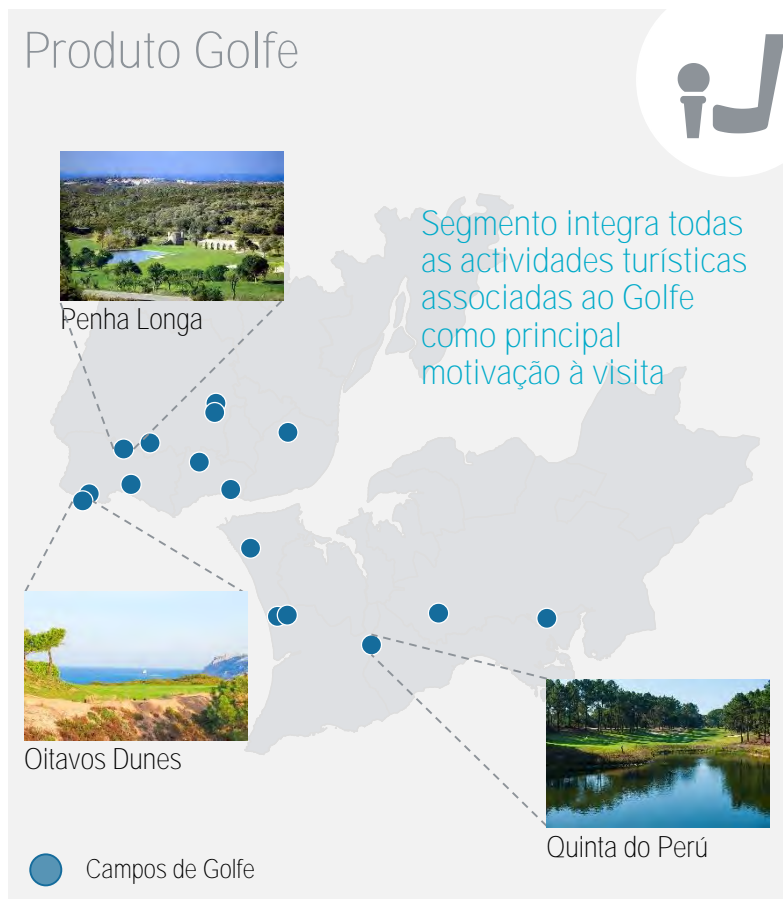 Produto Golfe
Segmento integra todas
as actividades turísticas
associadas ao Golfe
como principal
motivação à visita
Penha Longa
Oitavos Dunes
Quinta do Perú
Campos de Golfe